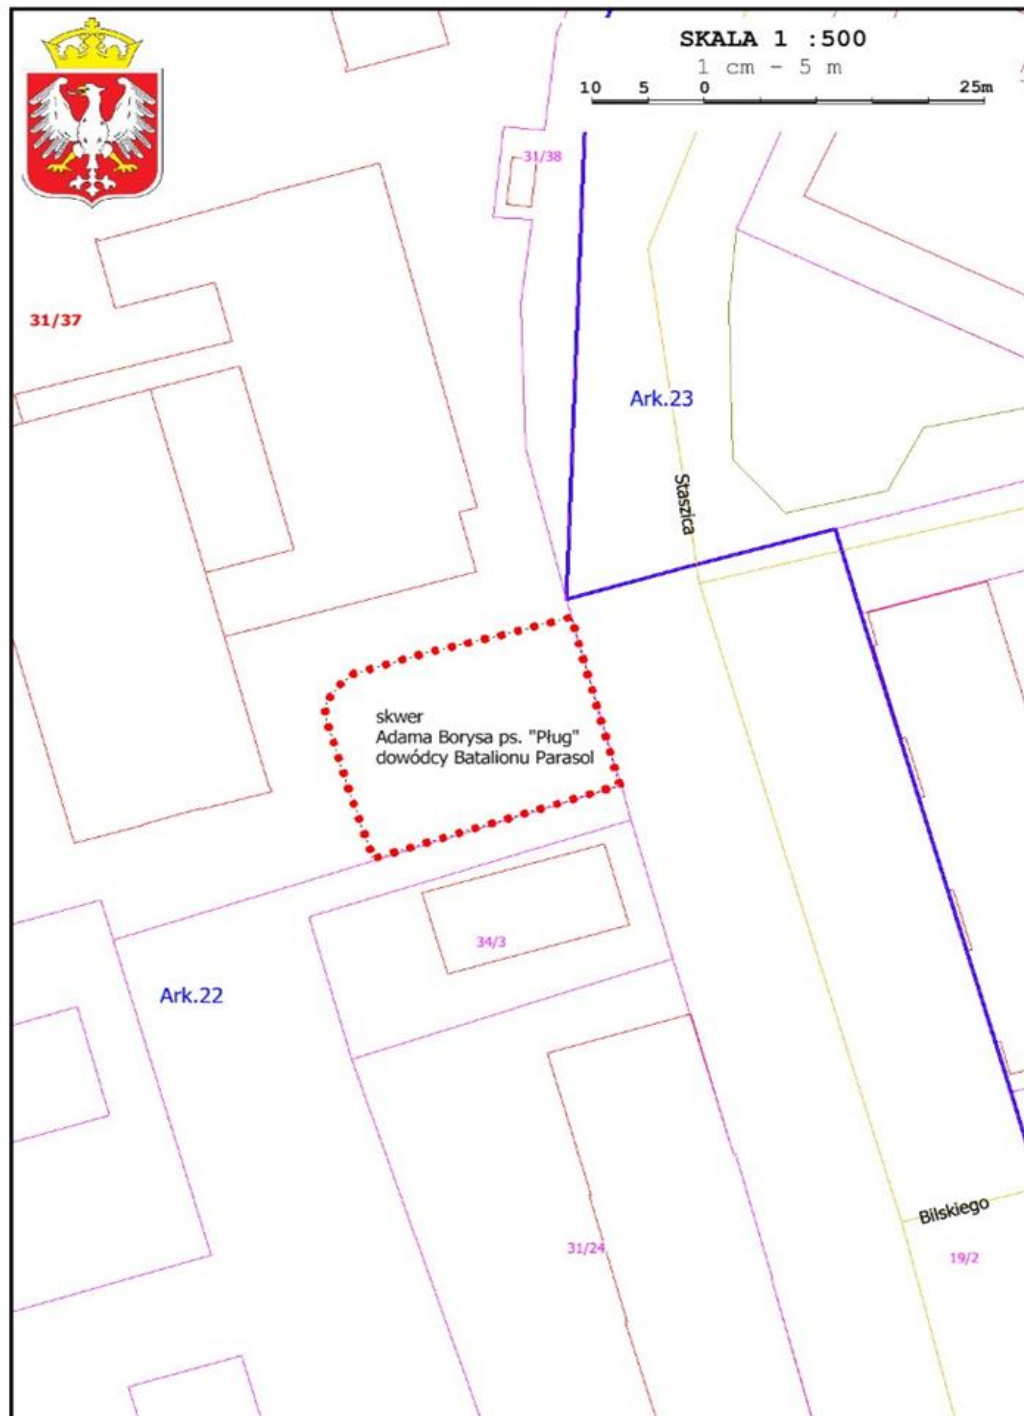 SKALA 1 :500
1 cm - 5 m
10 5 0 25m
31/38
31/37
Ark.23
Staszica
skwer
Adama Borysa ps. "Pług"
dowódcy Batalionu Parasol
34/3
Ark.22
Bilskiego
31/24
19/2